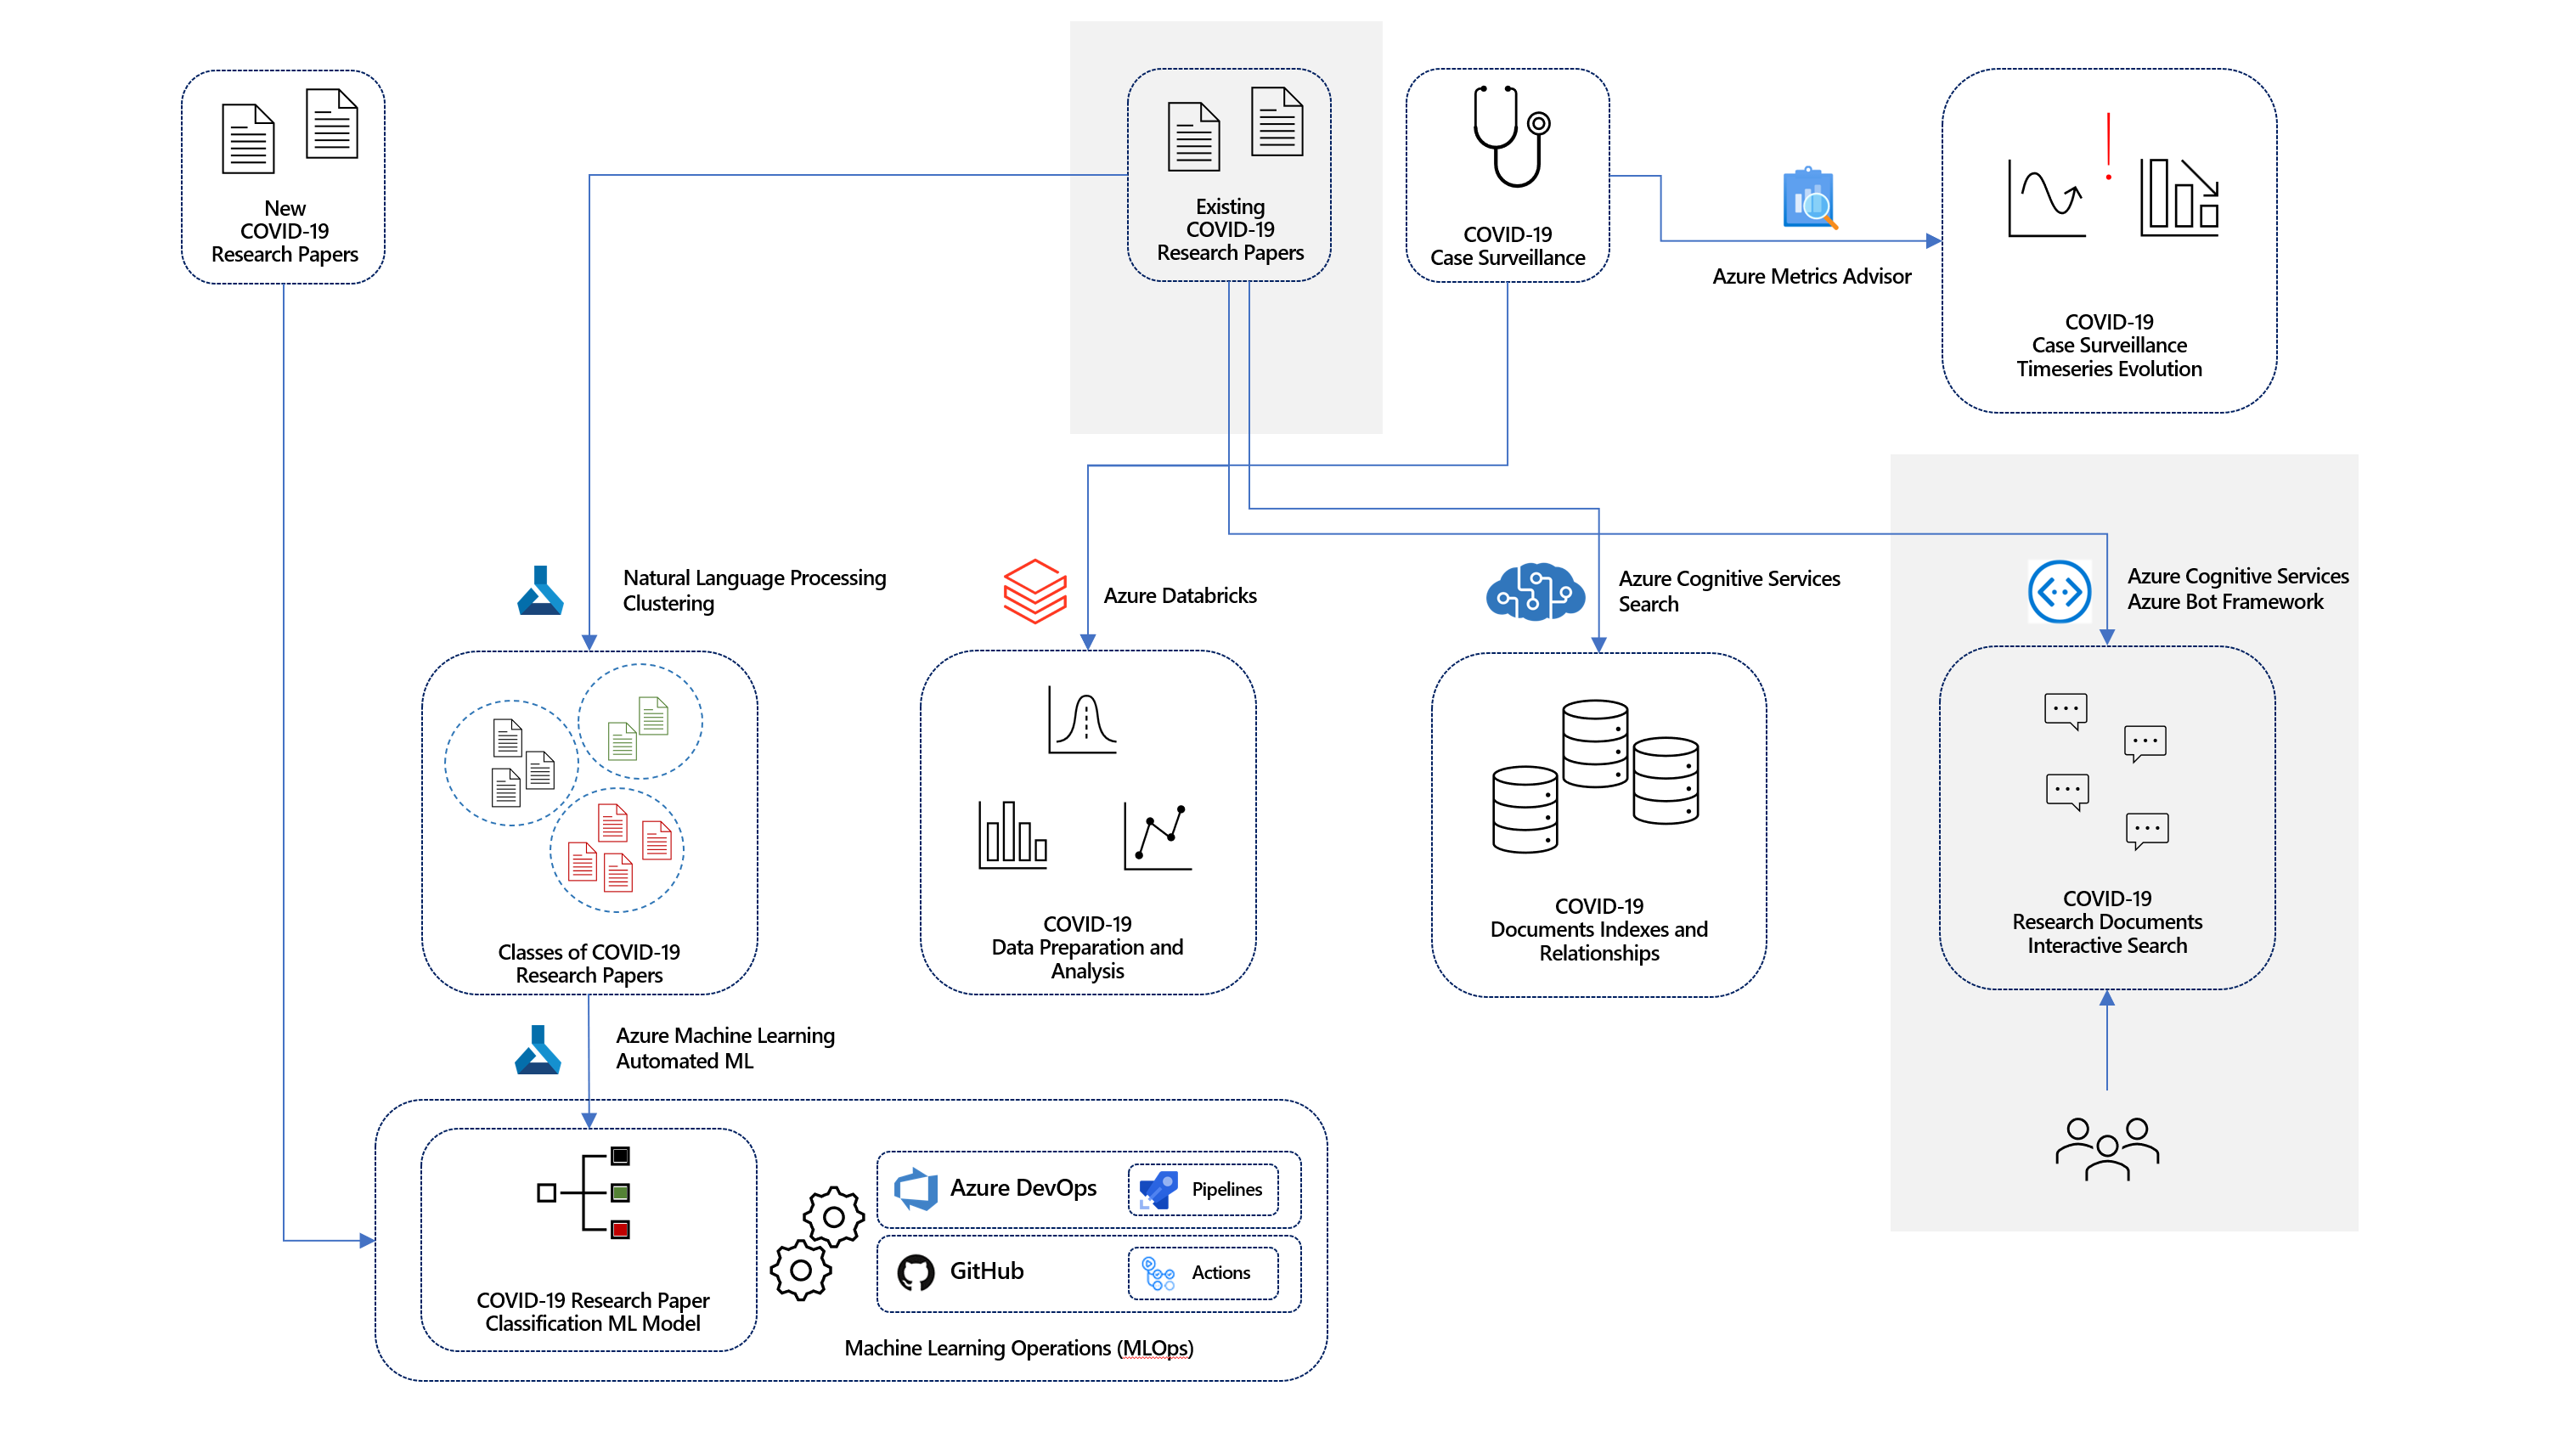 New
COVID-19
Research Papers
Existing
COVID-19
Research Papers
COVID-19
Case Surveillance
Azure Metrics Advisor
COVID-19
Case Surveillance
Timeseries Evolution
Natural Language Processing
Clustering
Azure Databricks
Azure Cognitive Services
Search
Azure Cognitive Services
Azure Bot Framework
Classes of COVID-19
Research Papers
COVID-19
Data Preparation and
Analysis
COVID-19
Documents Indexes and
Relationships
COVID-19
Research Documents
Interactive Search
Azure Machine Learning
Automated ML
COVID-19 Research Paper
Classification ML Model
Azure DevOps
Pipelines
GitHub
Actions
Machine Learning Operations (MLOps)